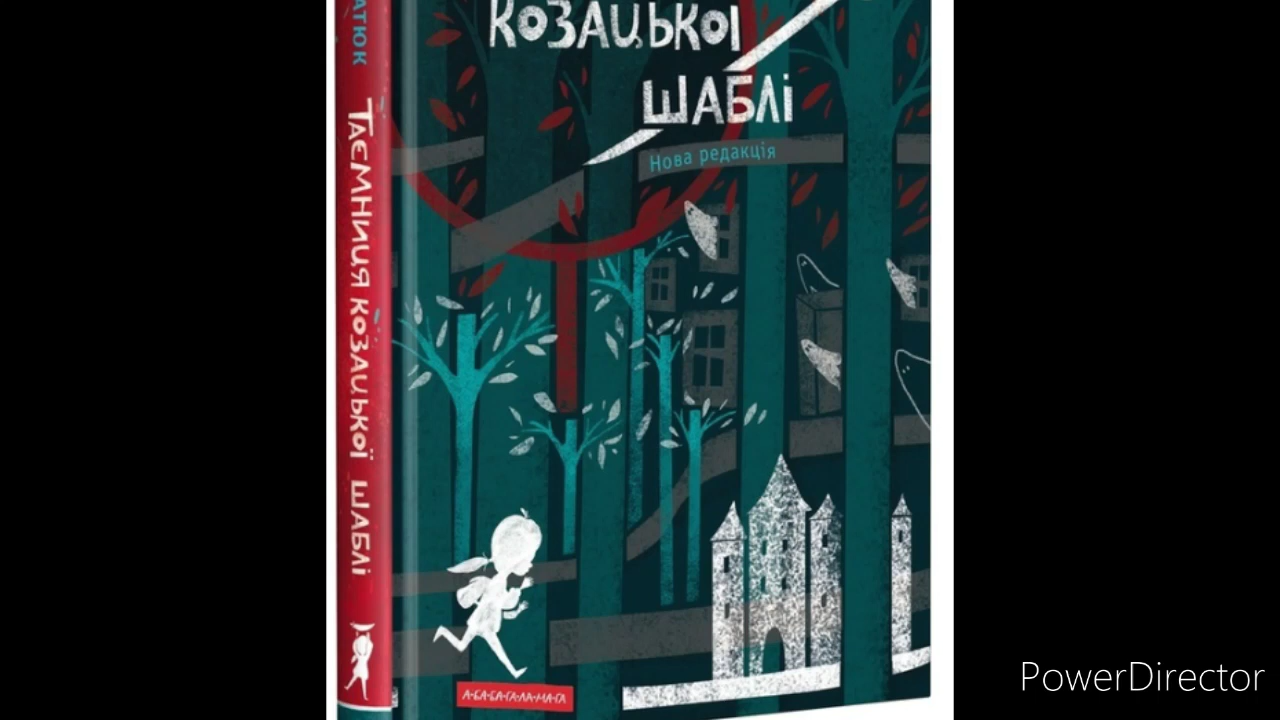 КОЗАЦЬКОЇ
ШАБЛІ
Нова редакція
ТАЄМНИЦЯ КОЗАЦЬКОЇ ШАБЛІ
А-БА-БА-ГА-ЛА-МА-ГА
PowerDirector